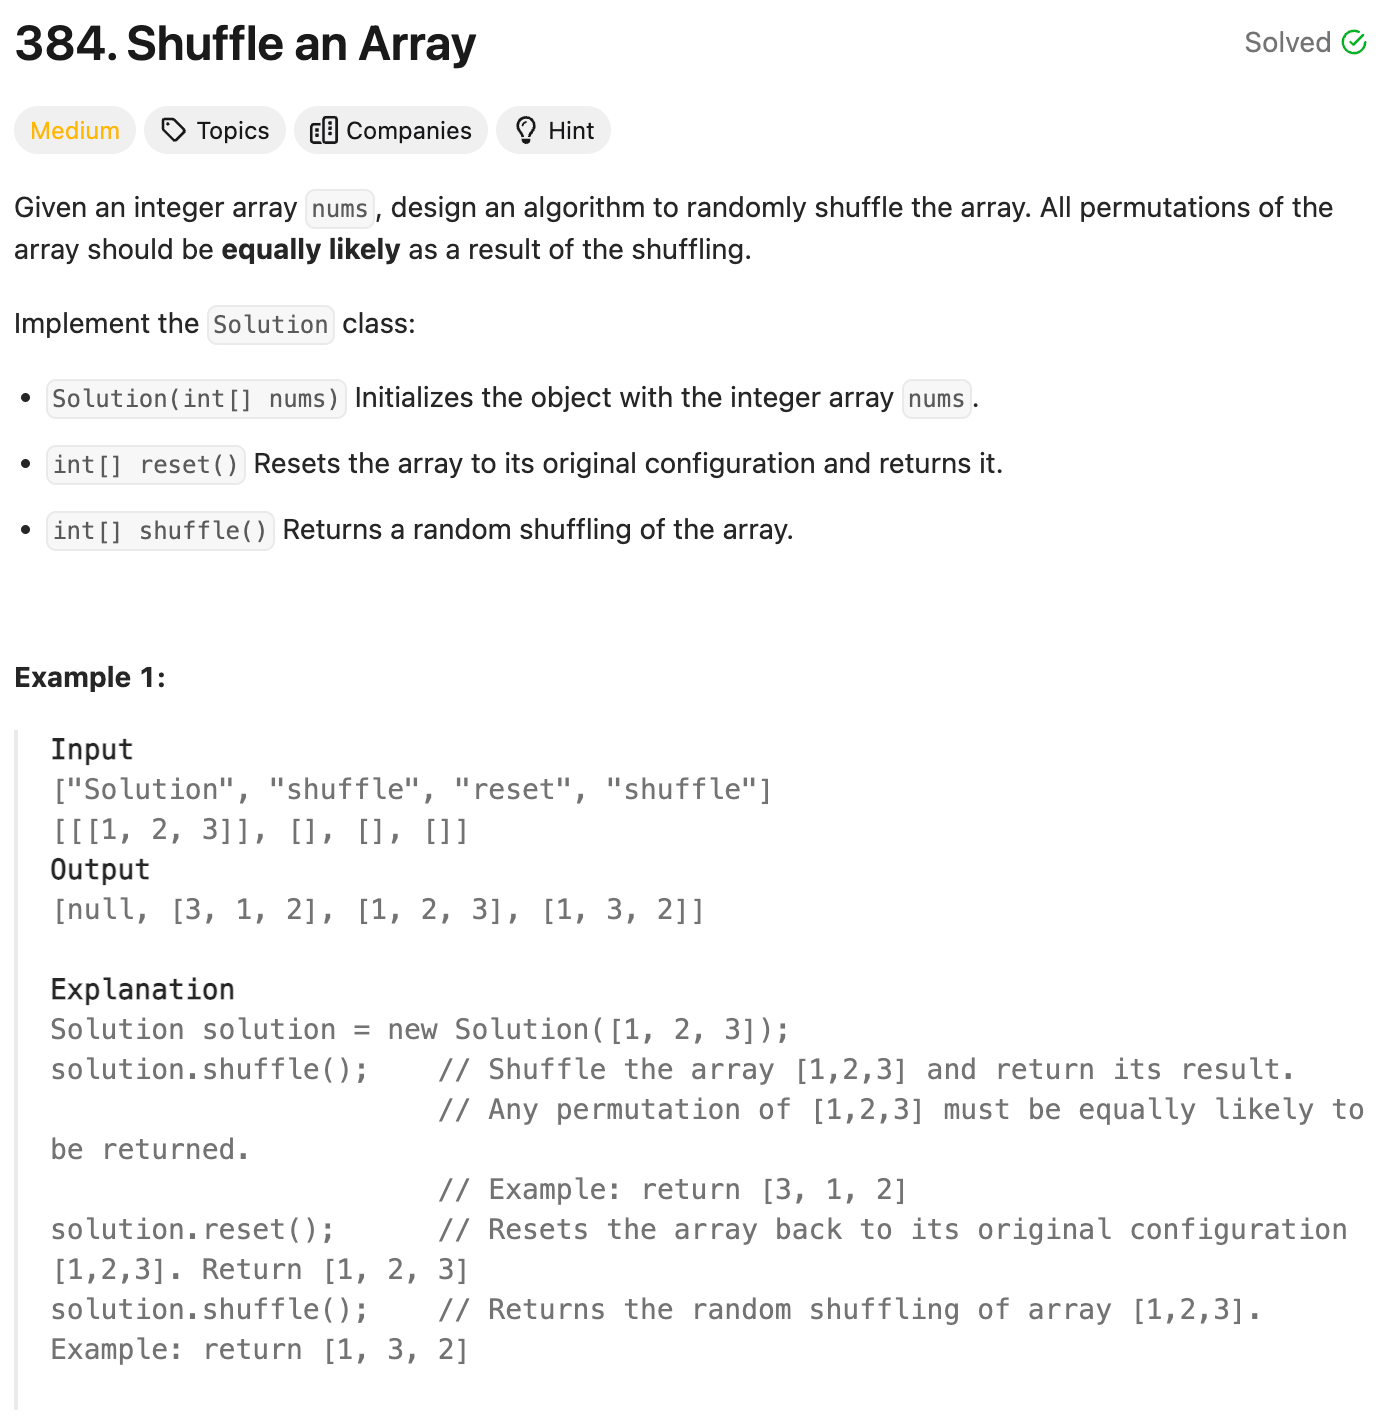 384. Shuffle an Array
Solved
Medium
Topics
Companies
Hint
Given an integer array nums, design an algorithm to randomly shuffle the array. All permutations of the
array should be equally likely as a result of the shuffling.
Implement the Solution class:
• Solution(int[] nums) Initializes the object with the integer array nums.
• int[] reset() Resets the array to its original configuration and returns it.
• int[] shuffle() Returns a random shuffling of the array.
Example 1:
Input
["Solution", "shuffle", "reset", "shuffle"]
[[[1, 2, 3]], [], [], []]
Output
[null, [3, 1, 2], [1, 2, 3], [1, 3, 2]]
Explanation
Solution solution = new Solution([1, 2, 3]);
solution.shuffle();    // Shuffle the array [1,2,3] and return its result.
                       // Any permutation of [1,2,3] must be equally likely to
be returned.
                       // Example: return [3, 1, 2]
solution.reset();      // Resets the array back to its original configuration
[1,2,3]. Return [1, 2, 3]
solution.shuffle();    // Returns the random shuffling of array [1,2,3].
Example: return [1, 3, 2]